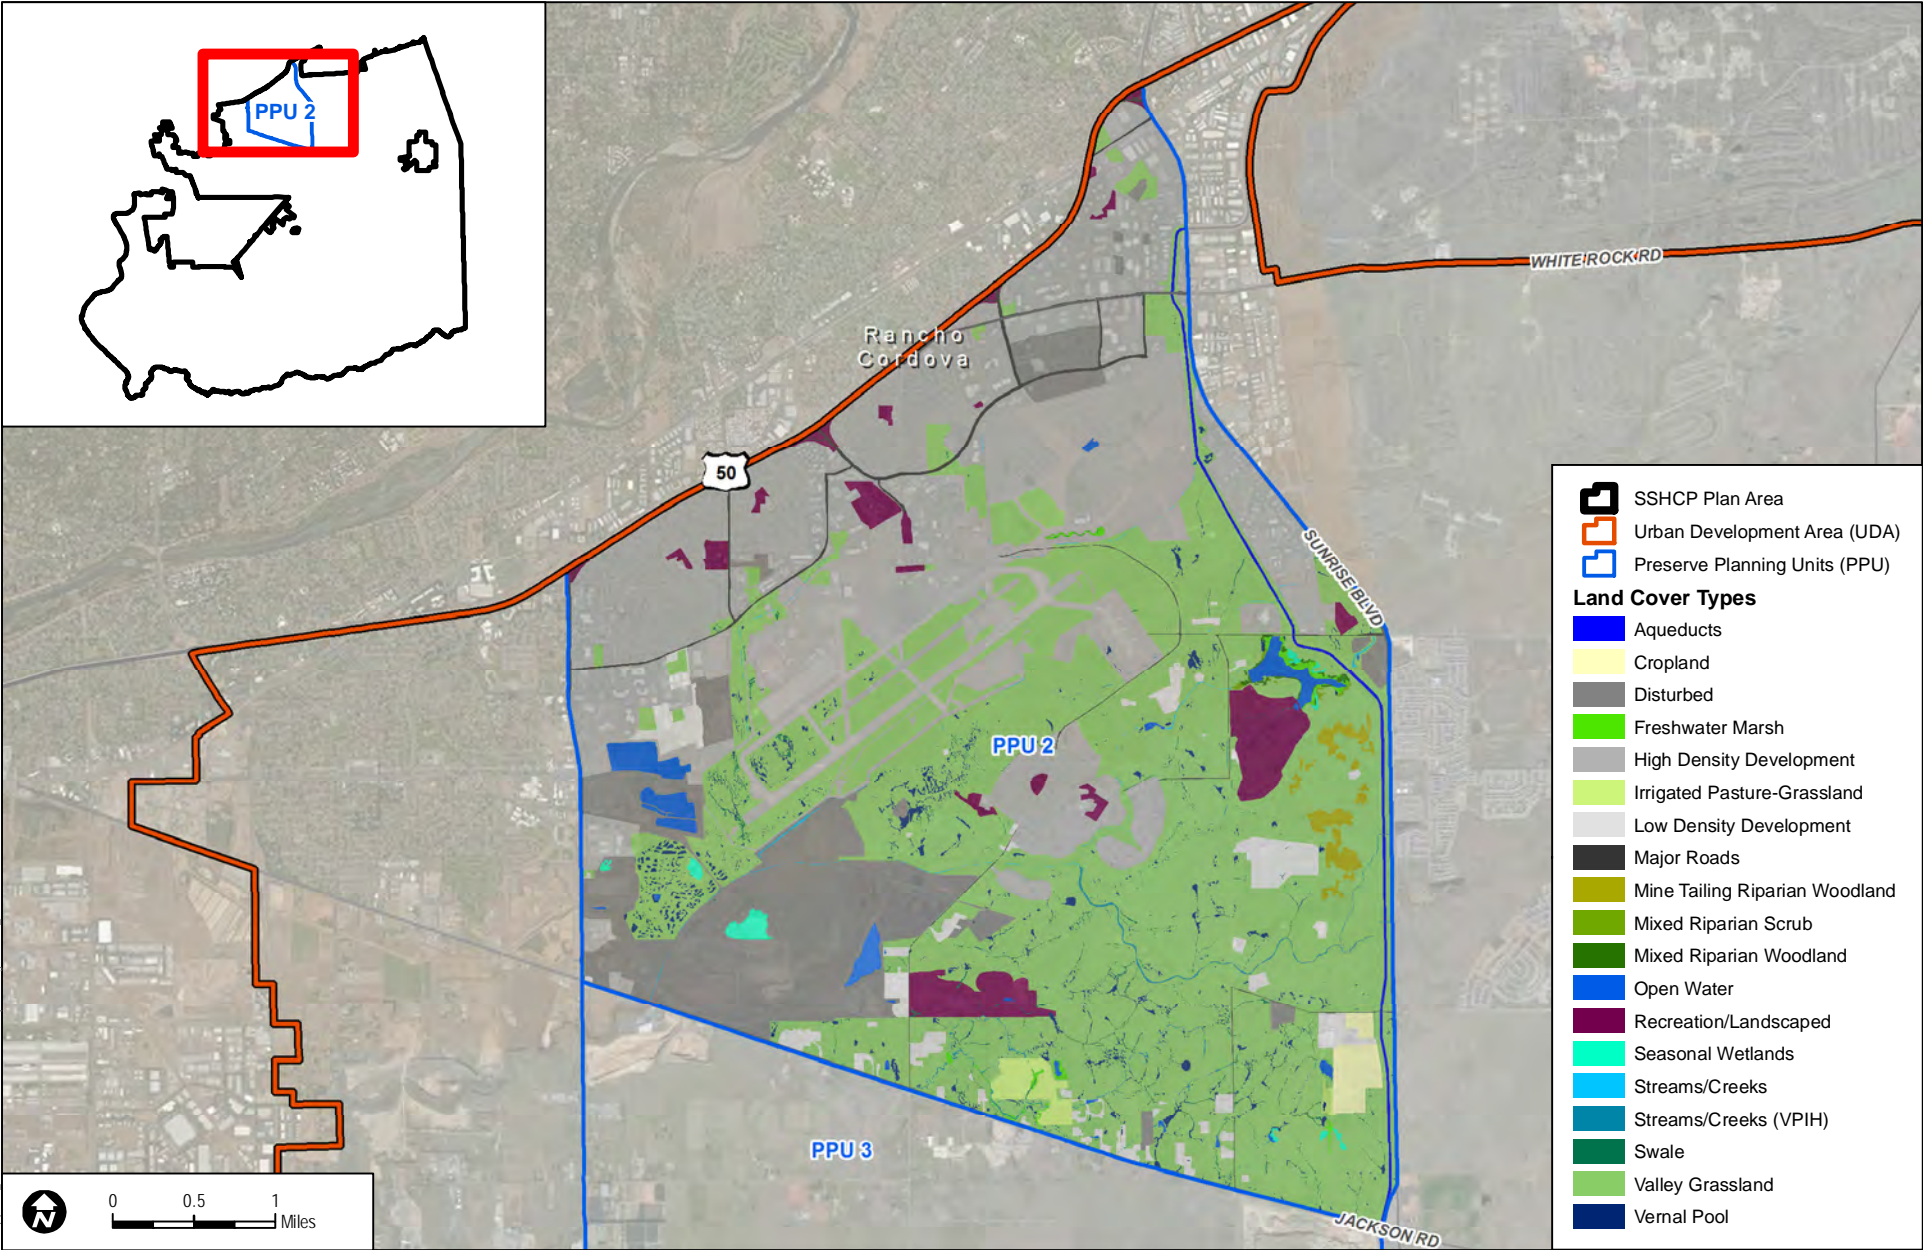 PPU 2
WHITE ROCK RD
Rancho
Cordova
50
SUNRISE BLVD
PPU 2
PPU 3
JACKSON RD
SSHCP Plan Area
Urban Development Area (UDA)
Preserve Planning Units (PPU)
Land Cover Types
Aqueducts
Cropland
Disturbed
Freshwater Marsh
High Density Development
Irrigated Pasture-Grassland
Low Density Development
Major Roads
Mine Tailing Riparian Woodland
Mixed Riparian Scrub
Mixed Riparian Woodland
Open Water
Recreation/Landscaped
Seasonal Wetlands
Streams/Creeks
Streams/Creeks (VPIH)
Swale
Valley Grassland
Vernal Pool
N
0 0.5 1
Miles